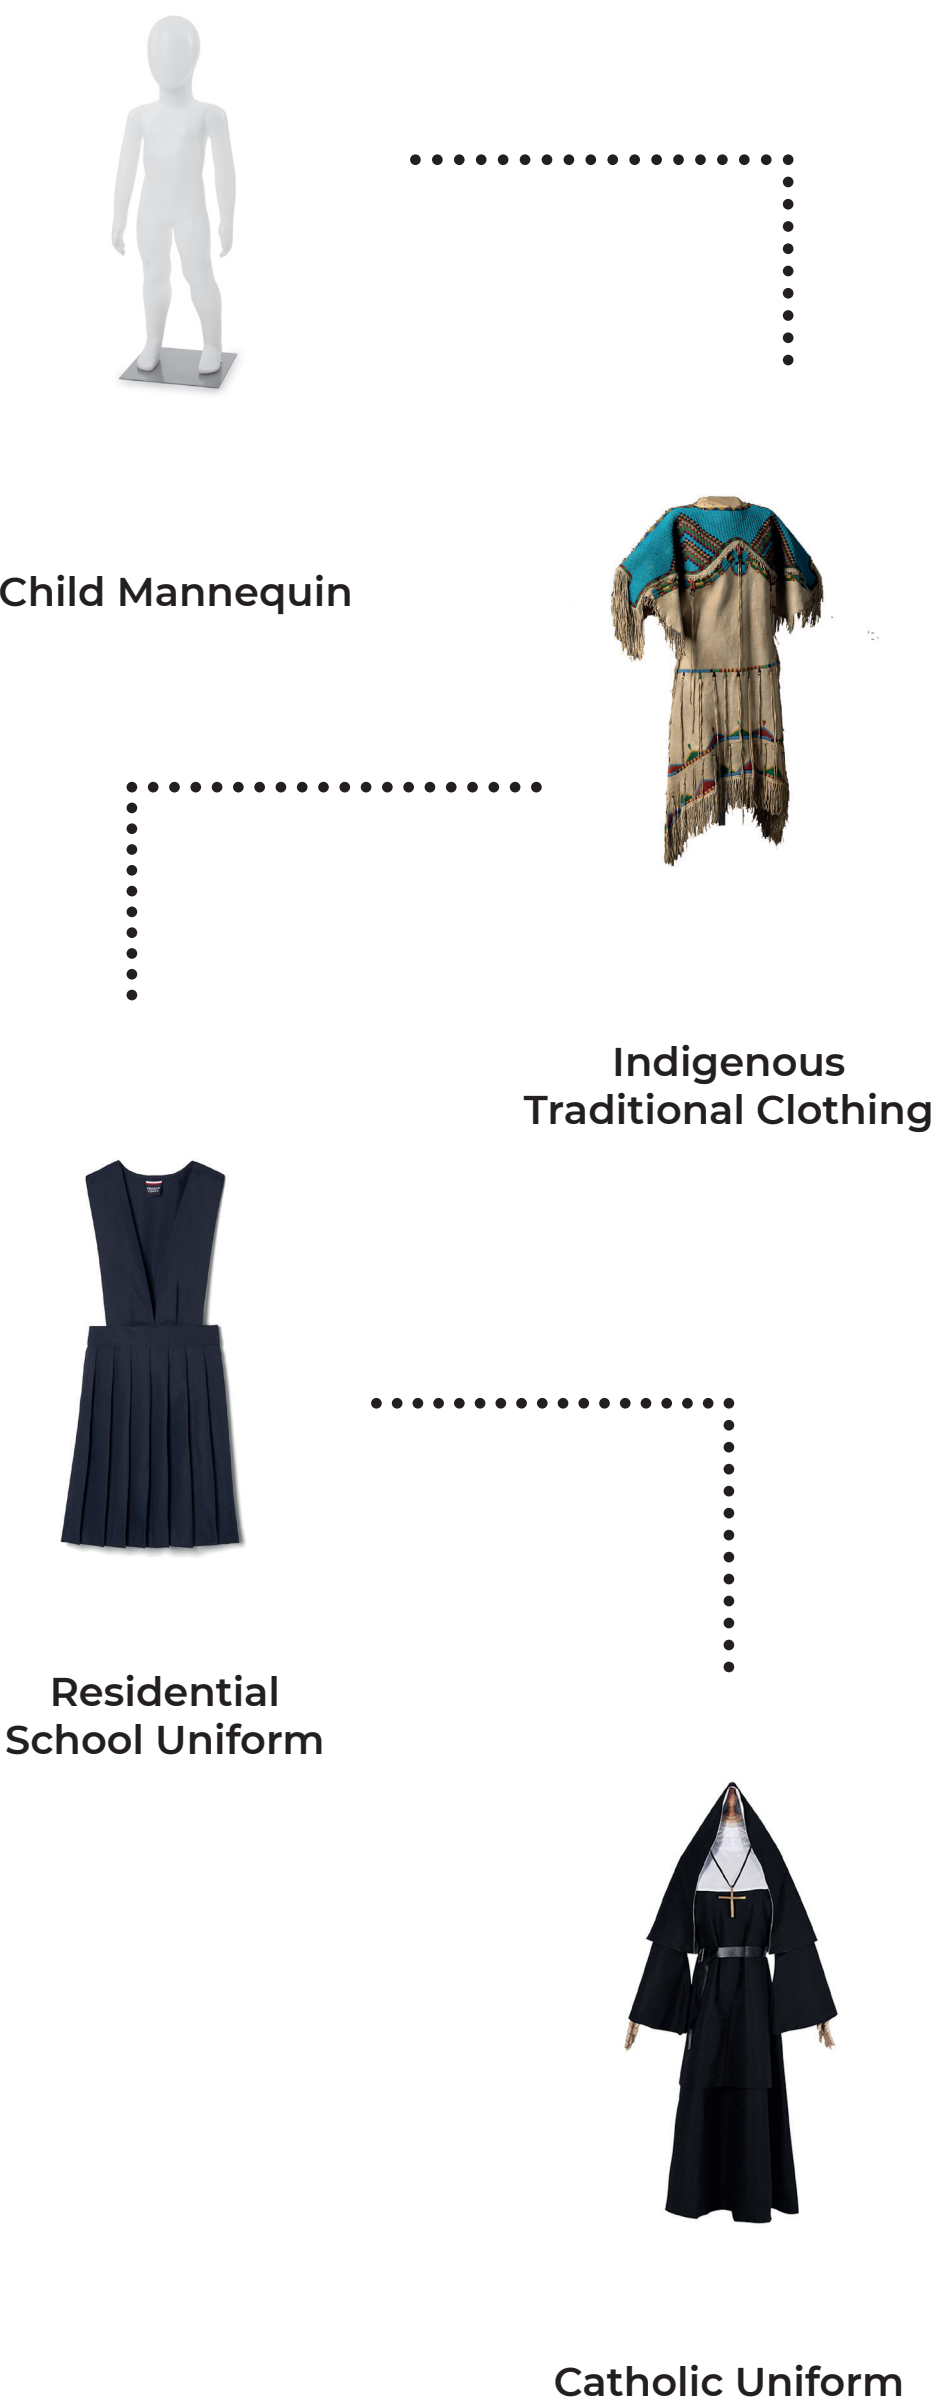 Child Mannequin
Indigenous
Traditional Clothing
Residential
School Uniform
Catholic Uniform